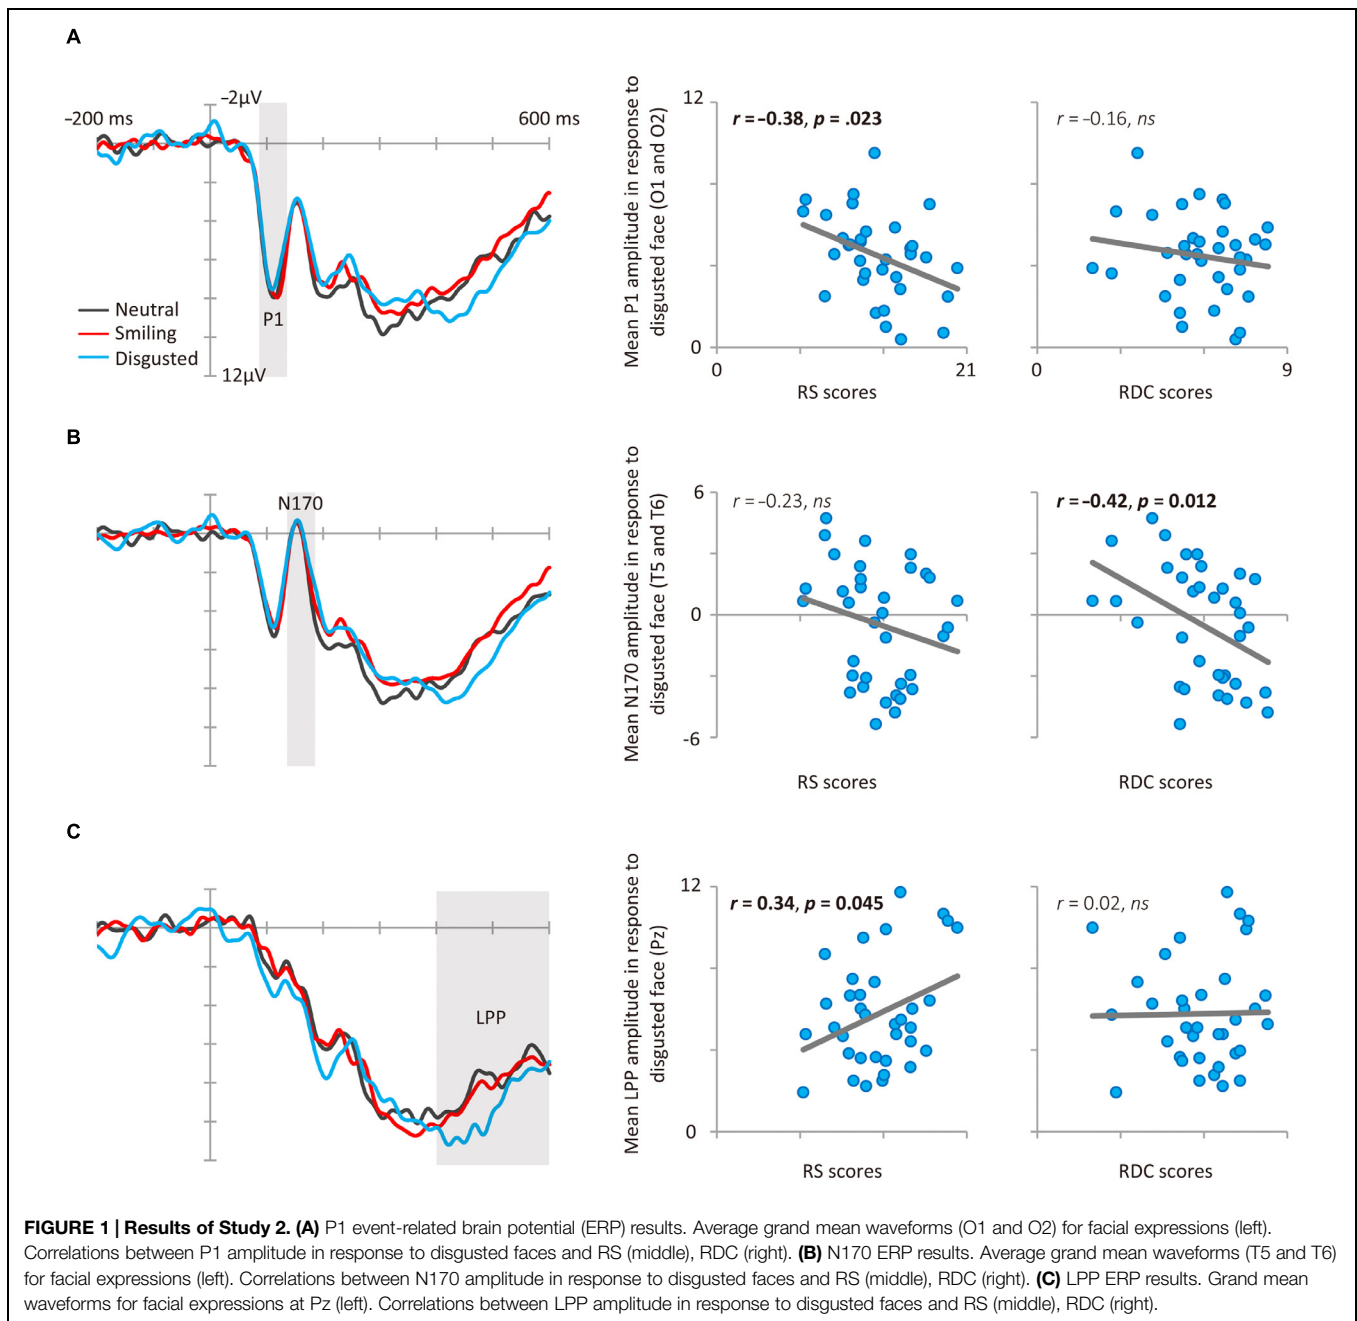 A
−200 ms
−2µV
600 ms
P1
Neutral
Smiling
Disgusted
12µV
Mean P1 amplitude in response to
disgusted face (O1 and O2)
12
0
r = −0.38, p = .023
0
21
RS scores
r = −0.16, ns
0
9
RDC scores
B
N170
Mean N170 amplitude in response to
disgusted face (T5 and T6)
6
0
-6
r = −0.23, ns
RS scores
r = −0.42, p = 0.012
RDC scores
C
LPP
Mean LPP amplitude in response to
disgusted face (Pz)
12
0
r = 0.34, p = 0.045
RS scores
r = 0.02, ns
RDC scores
FIGURE 1 | Results of Study 2. (A) P1 event-related brain potential (ERP) results. Average grand mean waveforms (O1 and O2) for facial expressions (left).
Correlations between P1 amplitude in response to disgusted faces and RS (middle), RDC (right). (B) N170 ERP results. Average grand mean waveforms (T5 and T6)
for facial expressions (left). Correlations between N170 amplitude in response to disgusted faces and RS (middle), RDC (right). (C) LPP ERP results. Grand mean
waveforms for facial expressions at Pz (left). Correlations between LPP amplitude in response to disgusted faces and RS (middle), RDC (right).